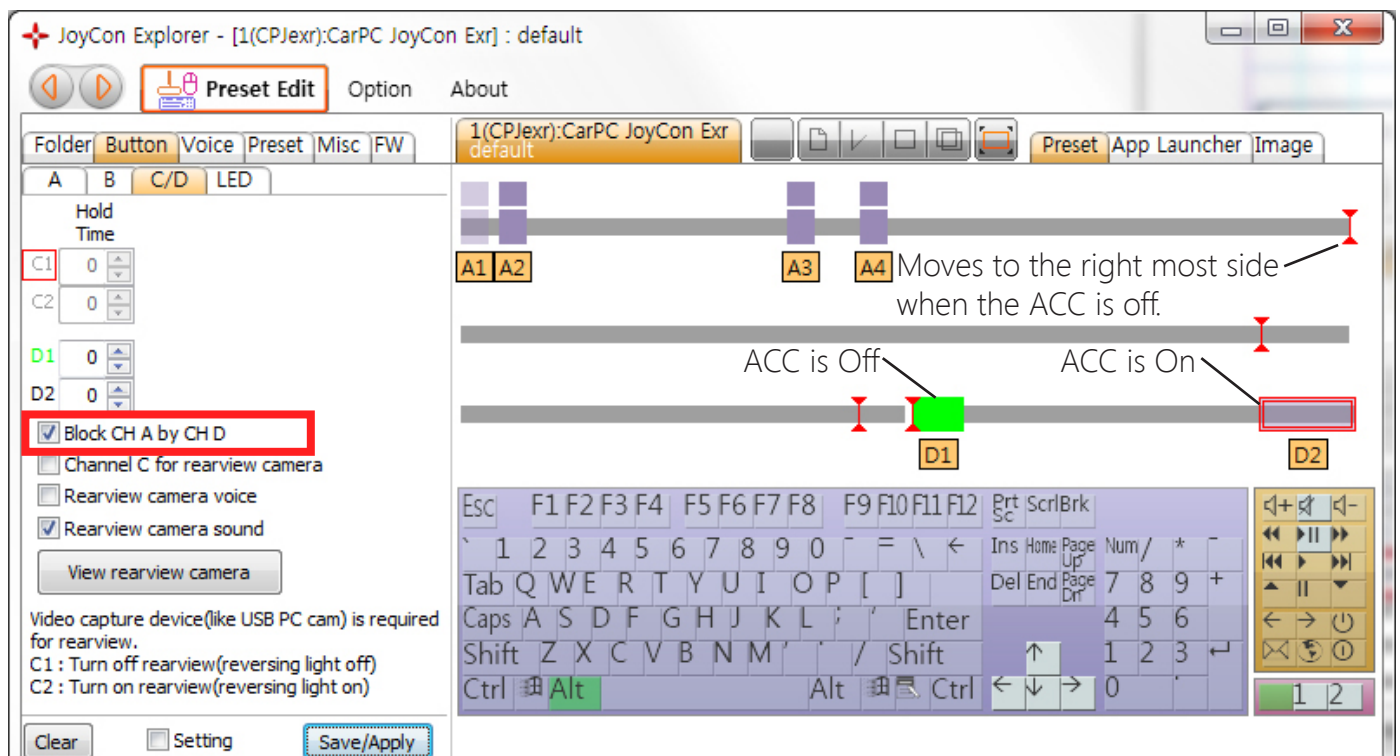 JoyCon Explorer - [1(CPJexr):CarPC JoyCon Exr] : default
Preset Edit Option About
Folder Button Voice Preset Misc FW
A B C/D LED
Hold
Time
C1 0
C2 0
D1 0
D2 0
Block CH A by CH D
Channel C for rearview camera
Rearview camera voice
Rearview camera sound
View rearview camera
Video capture device(like USB PC cam) is required
for rearview.
C1 : Turn off rearview(reversing light off)
C2 : Turn on rearview(reversing light on)
Clear Setting Save/Apply
1(CPJexr):CarPC JoyCon Exr
default
Preset App Launcher Image
A1 A2 A3 A4
Moves to the right most side
when the ACC is off.
ACC is Off ACC is On
D1 D2
Esc F1 F2 F3 F4 F5 F6 F7 F8 F9 F10 F11 F12 Prt Sc Scrl Brk
` 1 2 3 4 5 6 7 8 9 0 - = \ ← Ins Home Page Up Num / * -
Tab Q W E R T Y U I O P [ ] Del End Page Dn 7 8 9 +
Caps A S D F G H J K L ; ' Enter 4 5 6
Shift Z X C V B N M / Shift ↑ 1 2 3 ↵
Ctrl Alt Alt Ctrl ← ↓ → 0 .
1 2